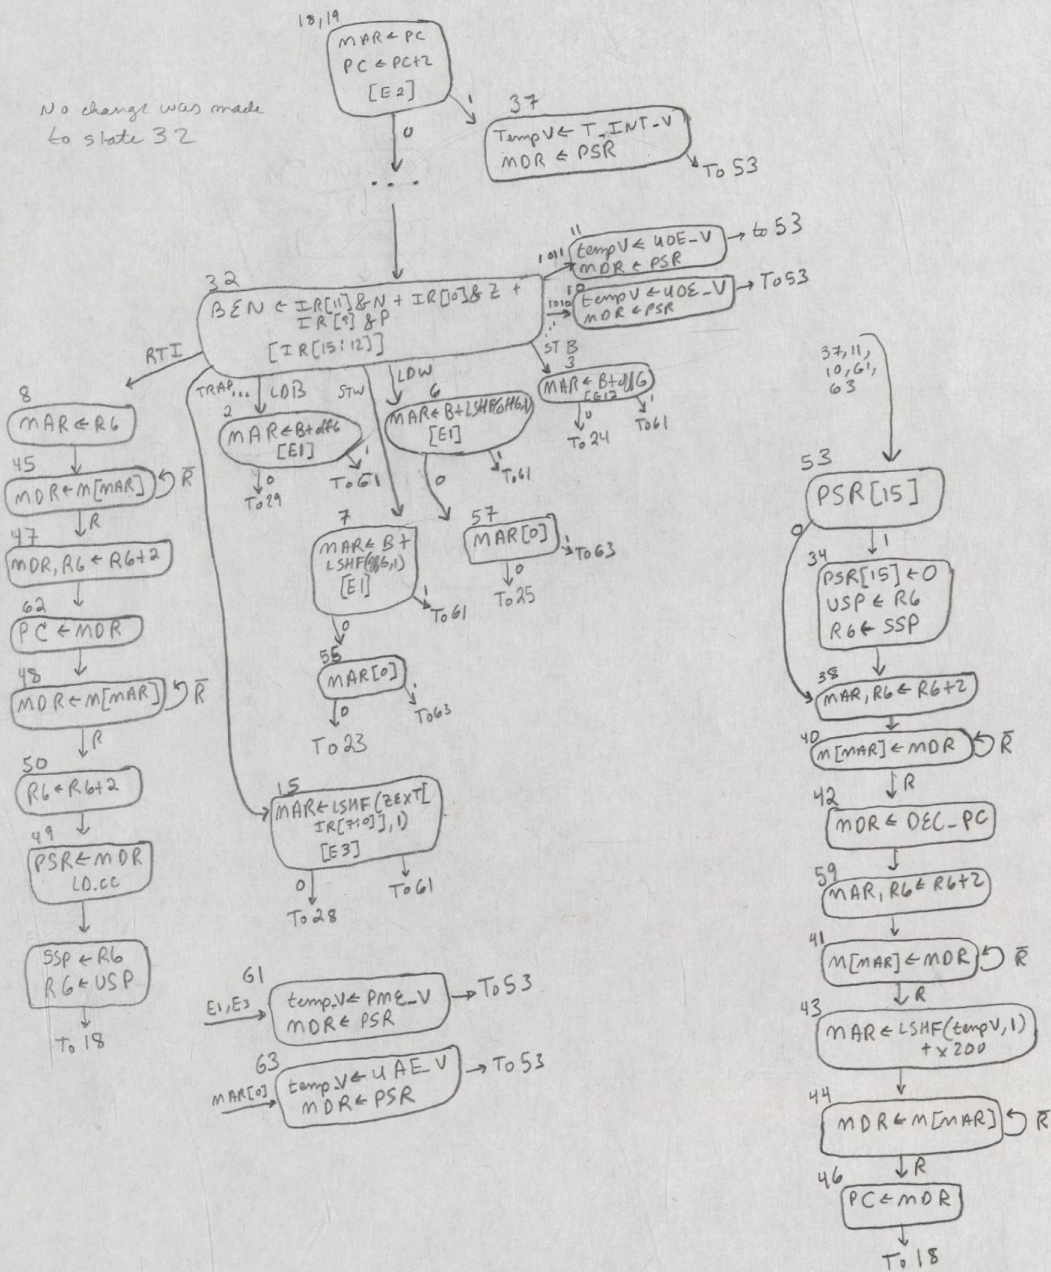 18,19
MAR ← PC
PC ← PC+2
[E2]
No change was made
to state 32
0
1
37
TempV ← T_INT_V
MDR ← PSR
To 53
...
32
BEN ← IR[11]&N + IR[10]&Z +
IR[9]&P
[IR[15:12]]
1011
11
tempV ← UOE_V
MDR ← PSR
to 53
1010
10
tempV ← UOE_V
MDR ← PSR
To 53
RTI
TRAP...
LDB
STW
LDW
STB
8
MAR ← R6
45
MDR ← M[MAR]
R̅
R
47
MDR, R6 ← R6+2
62
PC ← MDR
48
MDR ← M[MAR]
R̅
R
50
R6 ← R6+2
49
PSR ← MDR
LD.CC
SSP ← R6
R6 ← USP
To 18
2
MAR ← B+off6
[E1]
0
To 29
1
To 61
6
MAR ← B+LSHF(off6,1)
[E1]
0
1
To 61
3
MAR ← B+off6
[E1]
0
To 24
1
To 61
7
MAR ← B+
LSHF(off6,1)
[E1]
0
1
To 61
57
MAR[0]
0
To 25
1
To 63
55
MAR[0]
0
To 23
1
To 63
15
MAR ← LSHF(ZEXT[
IR[7:0]],1)
[E3]
0
To 28
To 61
E1,E3
61
temp_V ← PME_V
MDR ← PSR
To 53
MAR[0]
63
temp_V ← UAE_V
MDR ← PSR
To 53
37, 11,
10, 61,
63
53
PSR[15]
0
1
34
PSR[15] ← 0
USP ← R6
R6 ← SSP
38
MAR, R6 ← R6+2
40
M[MAR] ← MDR
R̅
R
42
MDR ← DEC_PC
59
MAR, R6 ← R6+2
41
M[MAR] ← MDR
R̅
R
43
MAR ← LSHF(tempV,1)
+x200
44
MDR ← M[MAR]
R̅
R
46
PC ← MDR
To 18